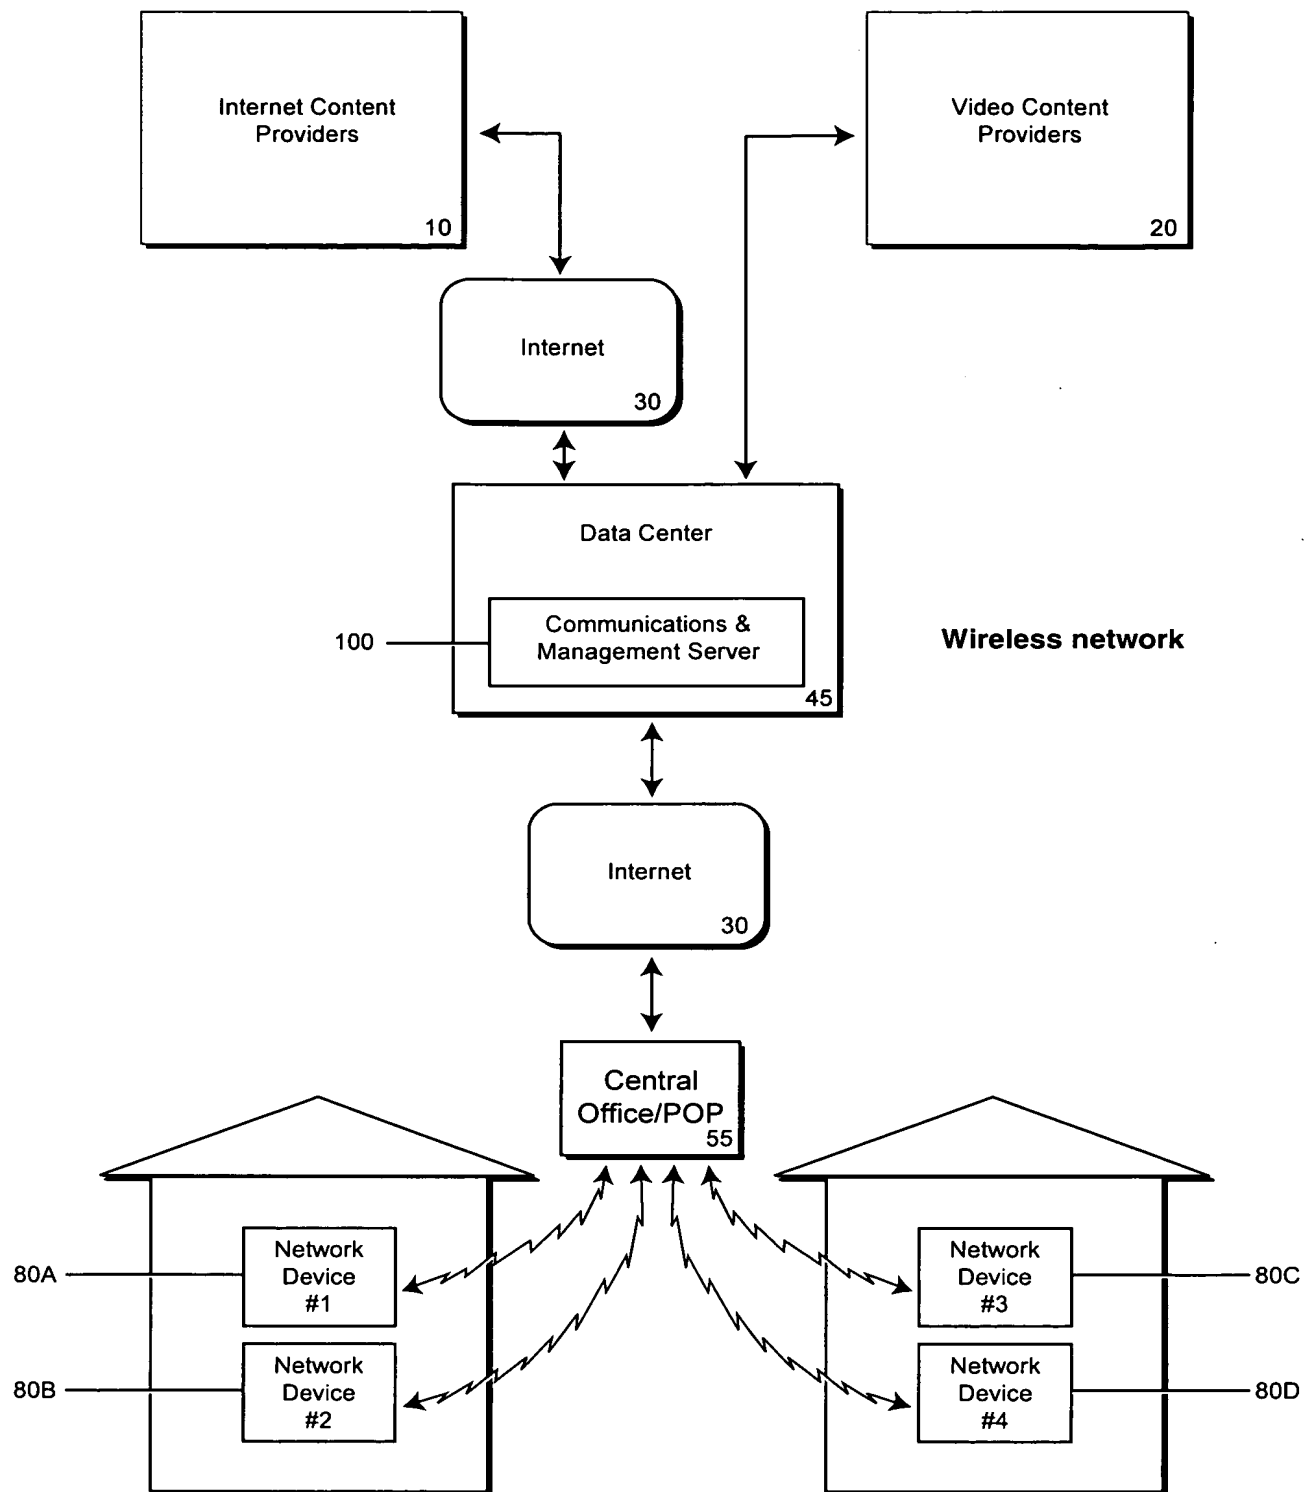 Internet Content
Providers
10
Video Content
Providers
20
Internet
30
Data Center
100
Communications &
Management Server
45
Wireless network
Internet
30
Central
Office/POP
55
80A
Network
Device
#1
Network
Device
#3
80C
80B
Network
Device
#2
Network
Device
#4
80D